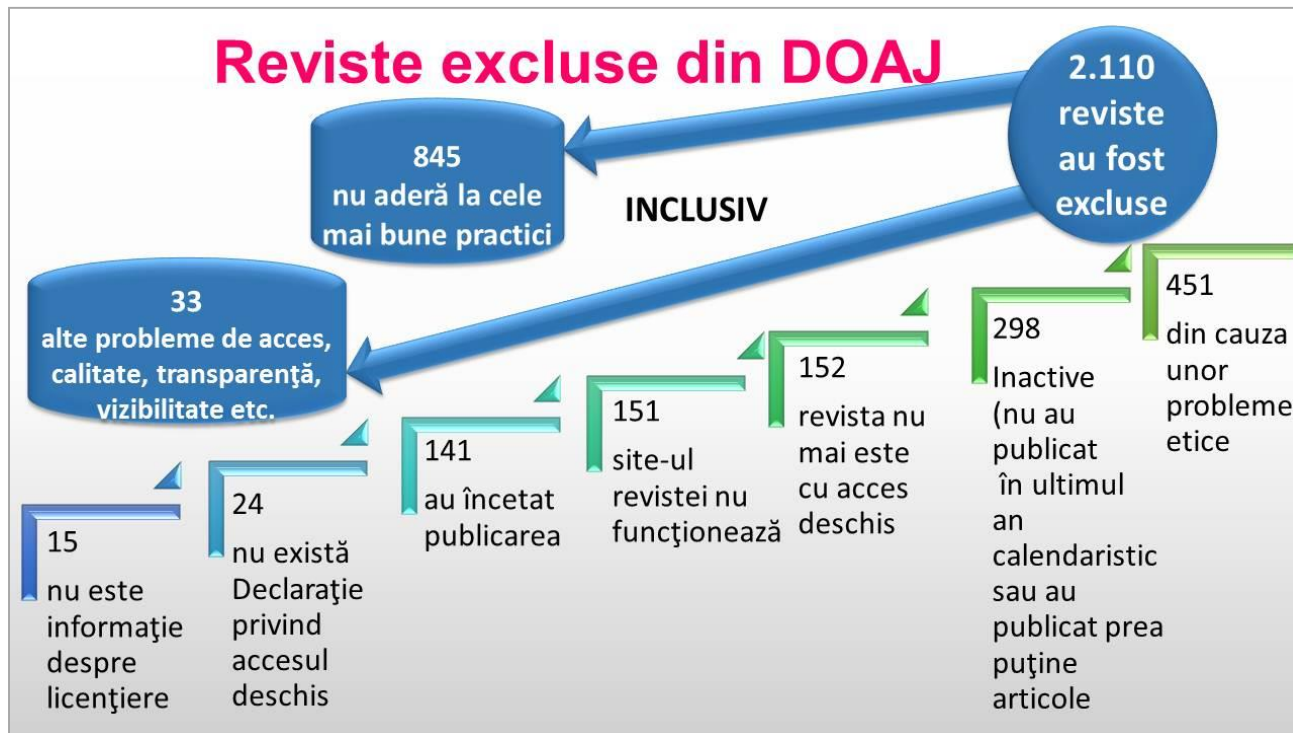 Reviste excluse din DOAJ
2.110
reviste
au fost
excluse
845
nu aderă la cele
mai bune practici
INCLUSIV
33
alte probleme de acces,
calitate, transparenţă,
vizibilitate etc.
15
nu este
informaţie
despre
licenţiere
24
nu există
Declaraţie
privind
accesul
deschis
141
au încetat
publicarea
151
site-ul
revistei nu
funcţionează
152
revista nu
mai este
cu acces
deschis
298
Inactive
(nu au
publicat
în ultimul
an
calendaristic
sau au
publicat prea
puţine
articole
451
din cauza
unor
probleme
etice